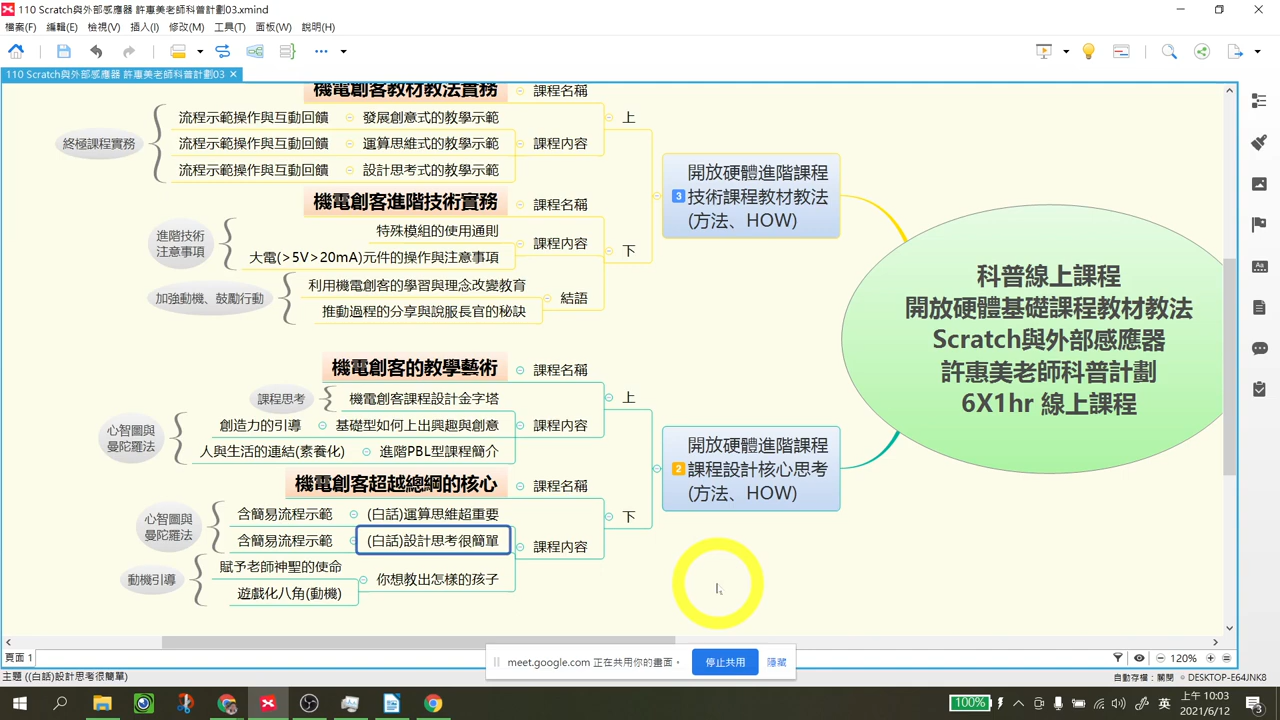 110 Scratch與外部感應器 許惠美老師科普計劃03.xmind
檔案(F) 編輯(E) 檢視(V) 插入(I) 修改(M) 工具(T) 面板(W) 說明(H)
110 Scratch與外部感應器 許惠美老師科普計劃03
機電創客教材教法實務
課程名稱
上
終極課程實務
流程示範操作與互動回饋
發展創意式的教學示範
流程示範操作與互動回饋
運算思維式的教學示範
課程內容
流程示範操作與互動回饋
設計思考式的教學示範
開放硬體進階課程
3 技術課程教材教法
(方法、HOW)
機電創客進階技術實務
課程名稱
進階技術
注意事項
特殊模組的使用通則
大電(>5V>20mA)元件的操作與注意事項
課程內容
下
加強動機、鼓勵行動
利用機電創客的學習與理念改變教育
推動過程的分享與說服長官的秘訣
結語
科普線上課程
開放硬體基礎課程教材教法
Scratch與外部感應器
許惠美老師科普計劃
6X1hr 線上課程
機電創客的教學藝術
課程名稱
上
課程思考
機電創客課程設計金字塔
心智圖與
曼陀羅法
創造力的引導
基礎型如何上出興趣與創意
課程內容
人與生活的連結(素養化)
進階PBL型課程簡介
開放硬體進階課程
2 課程設計核心思考
(方法、HOW)
機電創客超越總綱的核心
課程名稱
下
心智圖與
曼陀羅法
含簡易流程示範
(白話)運算思維超重要
含簡易流程示範
(白話)設計思考很簡單
課程內容
動機引導
賦予老師神聖的使命
遊戲化八角(動機)
你想教出怎樣的孩子
頁面 1
meet.google.com 正在共用你的畫面。
停止共用
隱藏
120%
主題 ((白話)設計思考很簡單)
自動存檔：關閉
DESKTOP-E64JNK8
100%
英
上午 10:03
2021/6/12
3